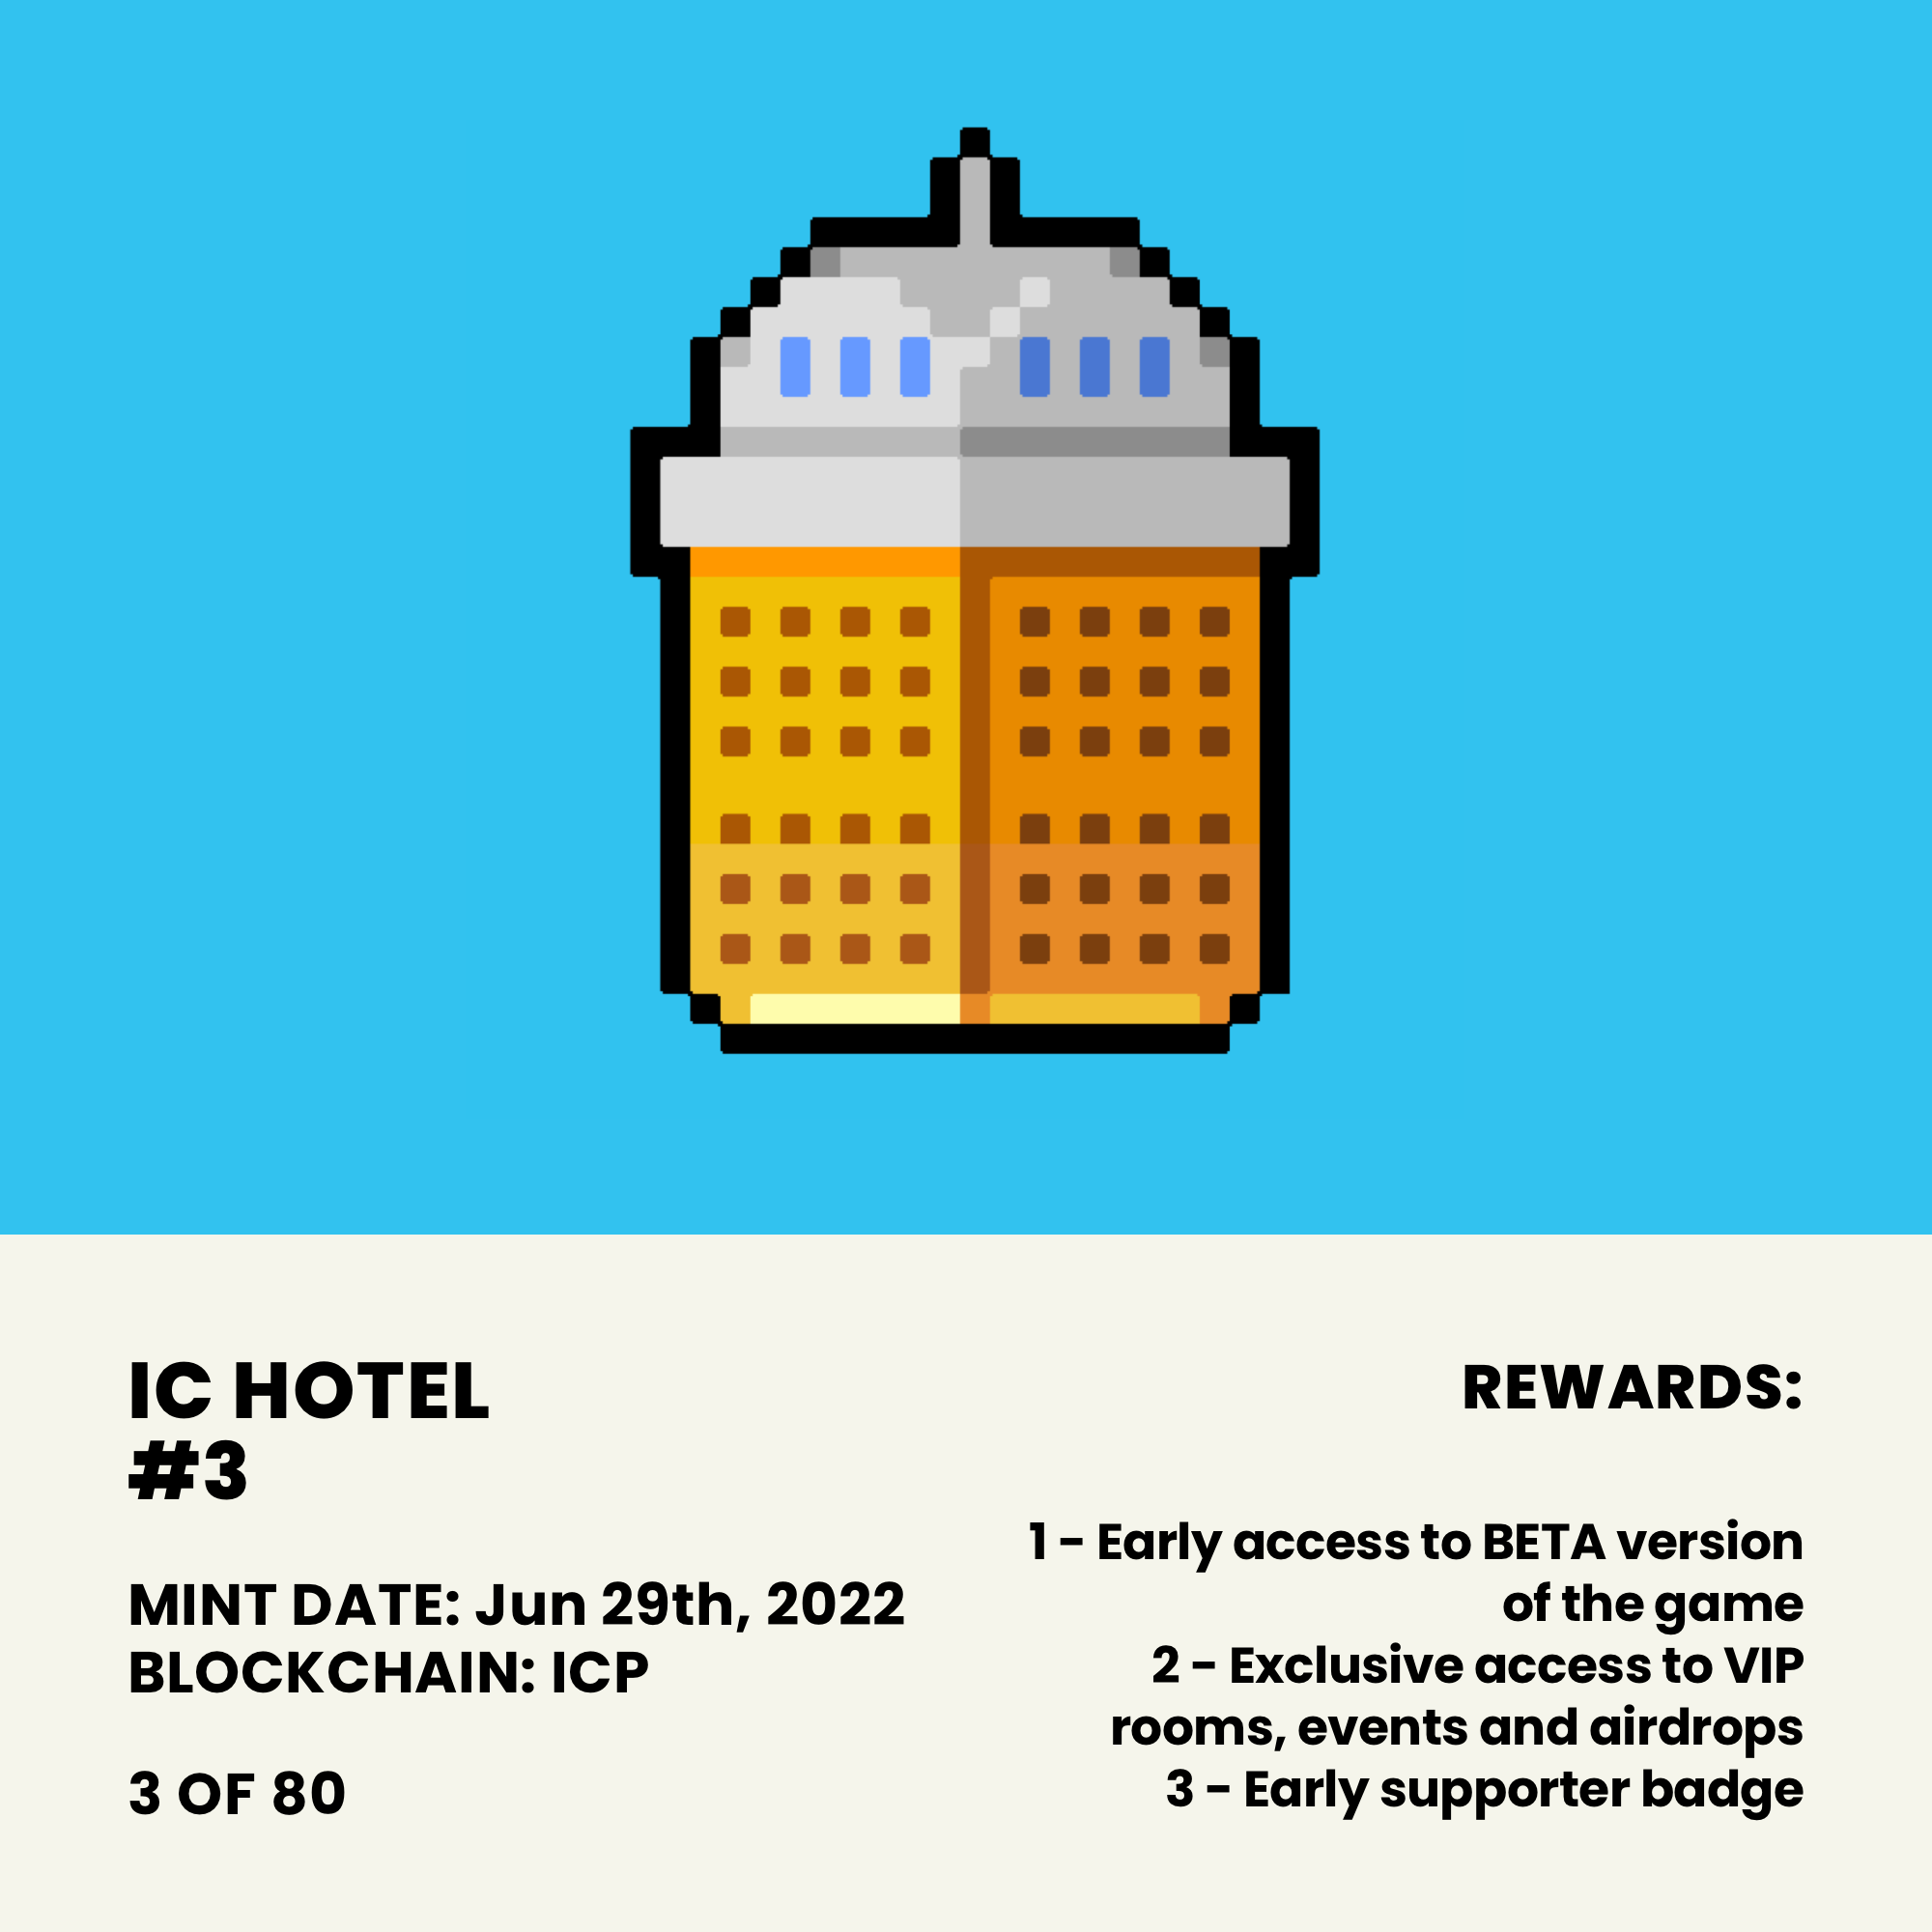 IC HOTEL
#3
MINT DATE: Jun 29th, 2022
BLOCKCHAIN: ICP
3 OF 80
REWARDS:
1 - Early access to BETA version
of the game
2 - Exclusive access to VIP
rooms, events and airdrops
3 - Early supporter badge